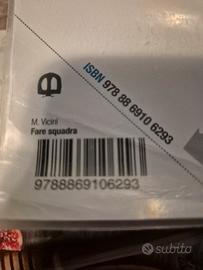 ISBN 978 88 6910 6293
M. Vicini
Fare squadra
9788869106293
subito